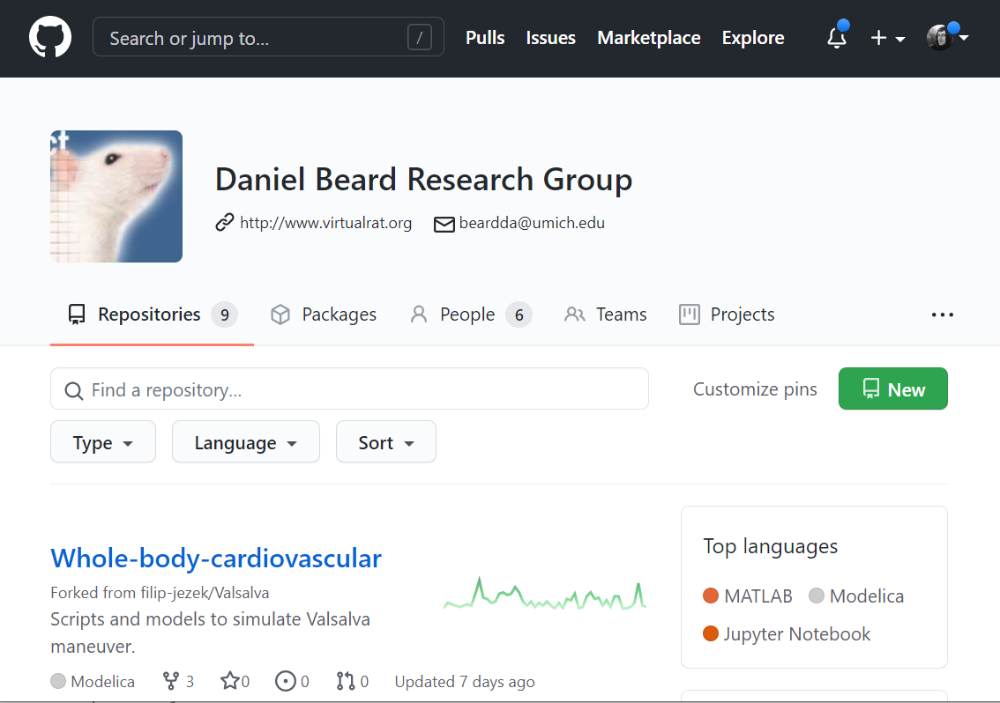 Search or jump to... / Pulls Issues Marketplace Explore
ct
Daniel Beard Research Group
http://www.virtualrat.org beardda@umich.edu
Repositories 9 Packages People 6 Teams Projects
Find a repository... Customize pins New
Type Language Sort
Whole-body-cardiovascular
Forked from filip-jezek/Valsalva
Scripts and models to simulate Valsalva
maneuver.
Modelica 3 0 0 0 Updated 7 days ago
Top languages
MATLAB Modelica
Jupyter Notebook